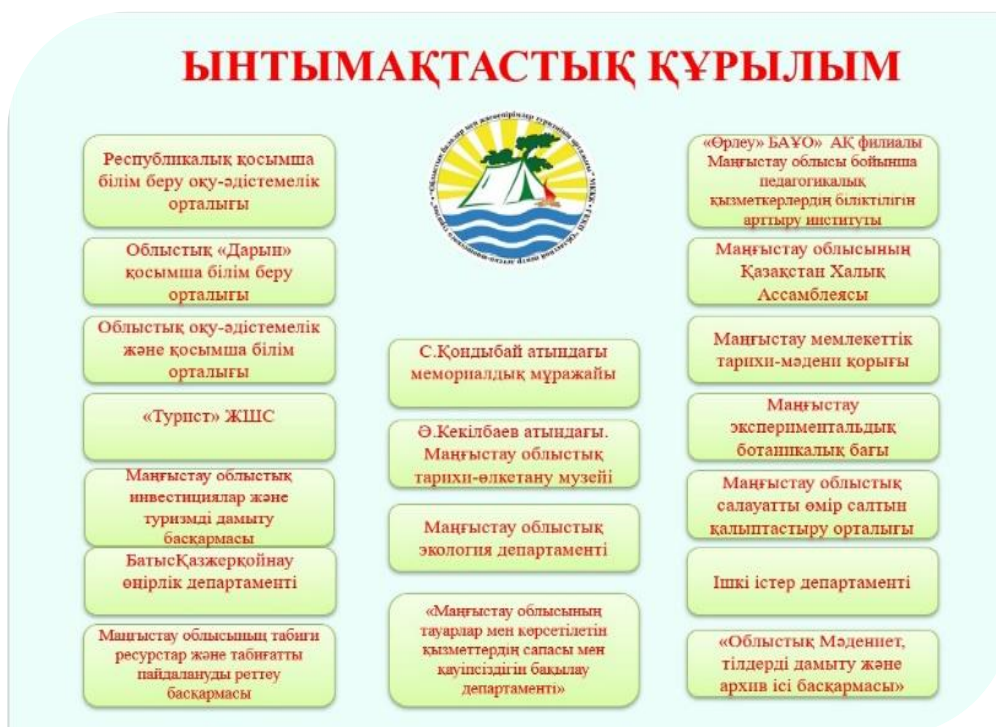 ЫНТЫМАҚТАСТЫҚ ҚҰРЫЛЫМ
Республикалық қосымша
білім беру оқу-әдістемелік
орталығы
Облыстық «Дарын»
қосымша білім беру
орталығы
Облыстық оқу-әдістемелік
және қосымша білім
орталығы
«Турист» ЖШС
Маңғыстау облыстық
инвестициялар және
туризмді дамыту
басқармасы
БатысҚазжерқойнау
өңірлік департаменті
Маңғыстау облысының табиғи
ресурстар және табиғатты
пайдалануды реттеу
басқармасы
С.Қондыбай атындағы
мемориалдық мұражайы
Ә.Кекілбаев атындағы.
Маңғыстау облыстық
тарихи-өлкетану музейі
Маңғыстау облыстық
экология департаменті
«Маңғыстау облысының
тауарлар мен көрсетілетін
қызметтердің сапасы мен
қауіпсіздігін бақылау
департаменті»
«Өрлеу» БАҰО» АҚ филиалы
Маңғыстау облысы бойынша
педагогикалық
қызметкерлердің біліктілігін
арттыру институты
Маңғыстау облысының
Қазақстан Халық
Ассамблеясы
Маңғыстау мемлекеттік
тарихи-мәдени қорығы
Маңғыстау
экспериментальдық
ботаникалық бағы
Маңғыстау облыстық
салауатты өмір салтын
қалыптастыру орталығы
Ішкі істер департаменті
«Облыстық Мәдениет,
тілдерді дамыту және
архив ісі басқармасы»